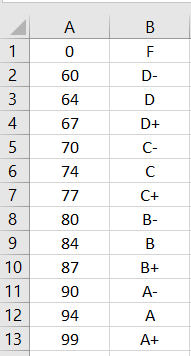 A B
1 0 F
2 60 D-
3 64 D
4 67 D+
5 70 C-
6 74 C
7 77 C+
8 80 B-
9 84 B
10 87 B+
11 90 A-
12 94 A
13 99 A+